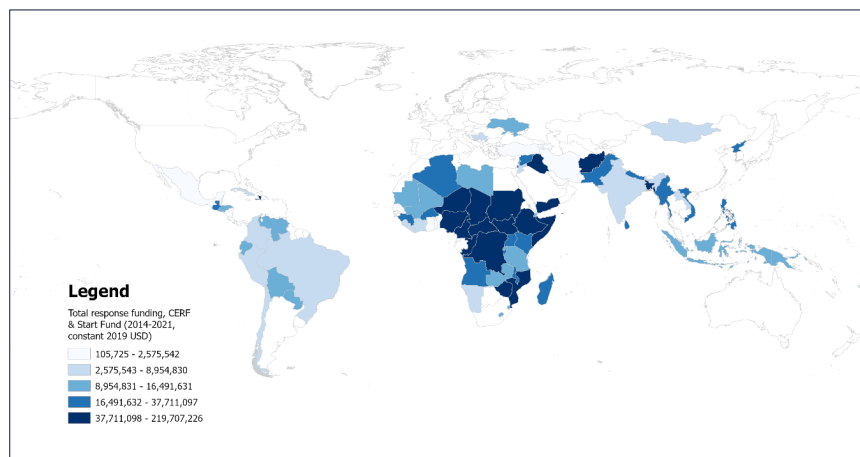 Legend
Total response funding, CERF
& Start Fund (2014-2021,
constant 2019 USD)
105,725 - 2,575,542
2,575,543 - 8,954,830
8,954,831 - 16,491,631
16,491,632 - 37,711,097
37,711,098 - 219,707,226